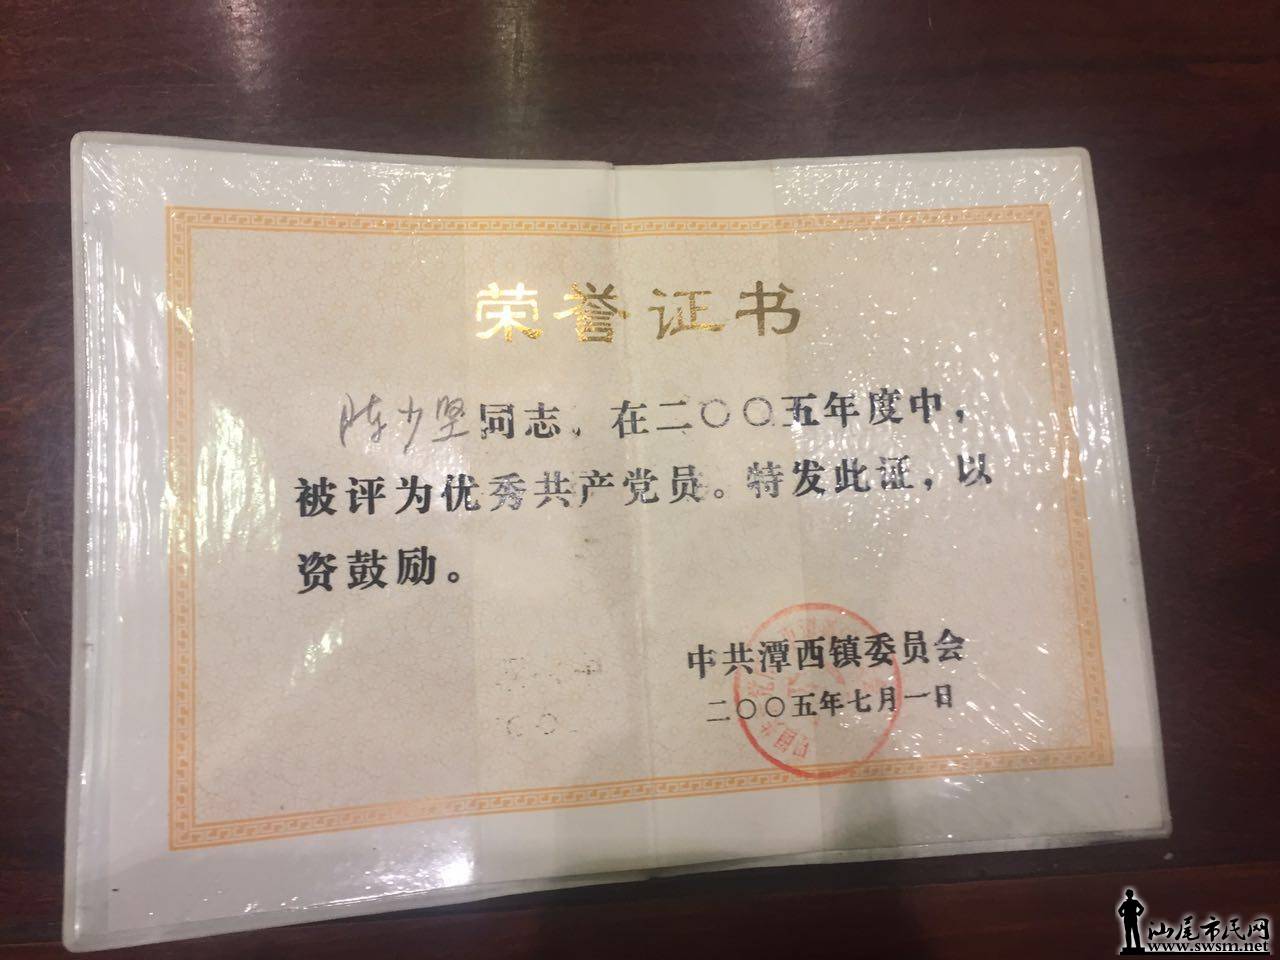 荣誉证书
陈少坚同志,在二〇〇五年度中,
被评为优秀共产党员。特发此证,以
资鼓励。
中共潭西镇委员会
二〇〇五年七月一日
汕尾市民网
www.swsm.net